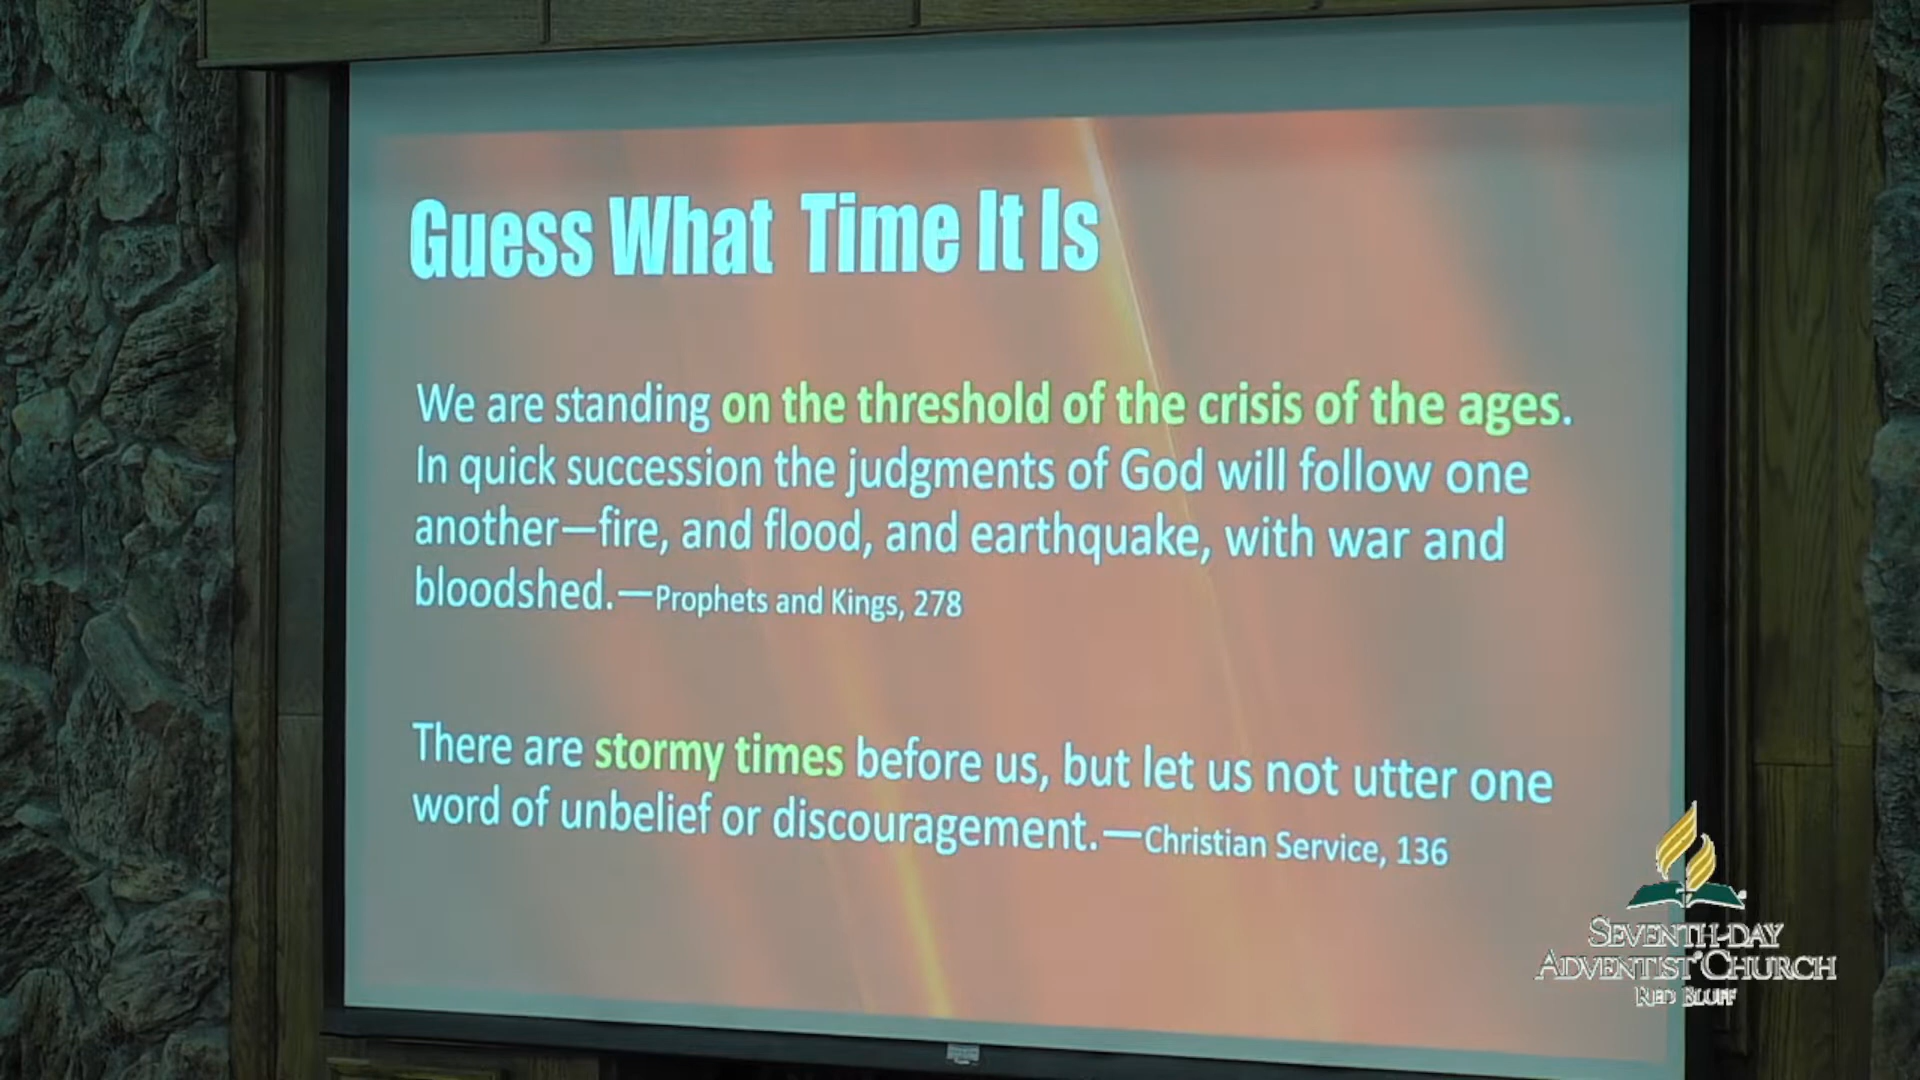 Guess What Time It Is
We are standing on the threshold of the crisis of the ages.
In quick succession the judgments of God will follow one
another—fire, and flood, and earthquake, with war and
bloodshed.—Prophets and Kings, 278
There are stormy times before us, but let us not utter one
word of unbelief or discouragement.—Christian Service, 136
SEVENTH-DAY
ADVENTIST® CHURCH
RED BLUFF